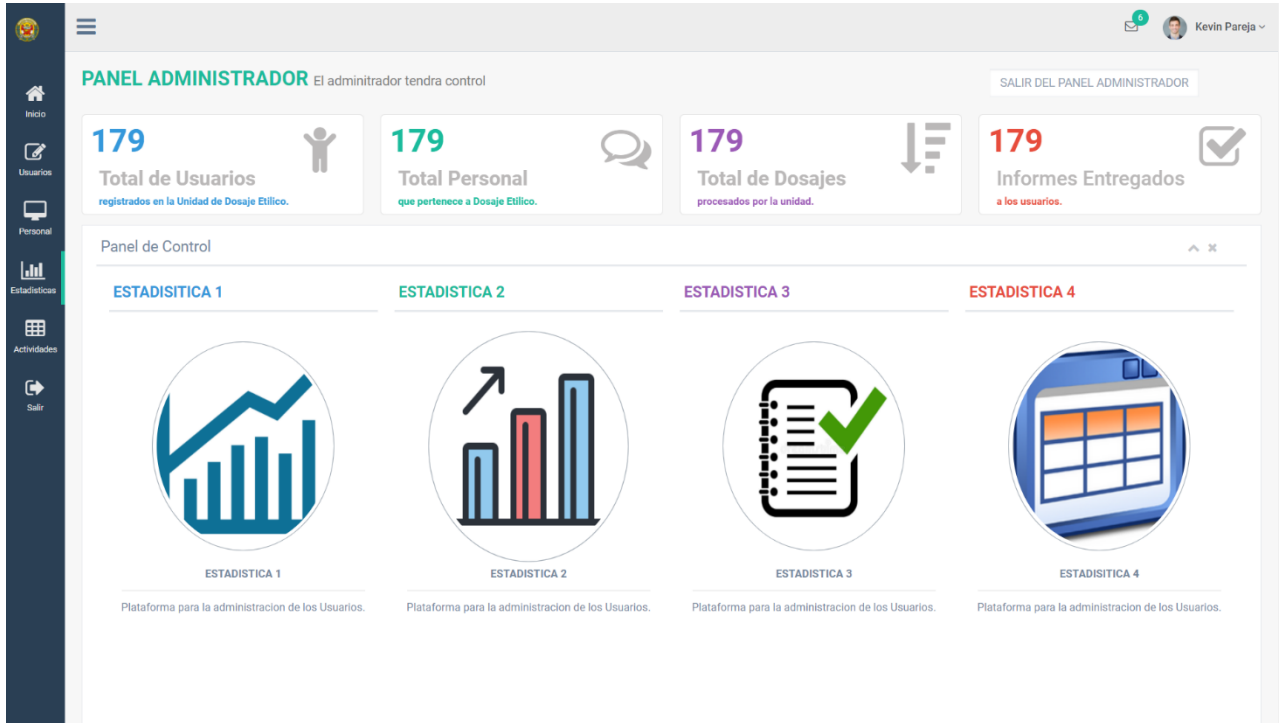 6
Kevin Pareja
PANEL ADMINISTRADOR El adminitrador tendra control
SALIR DEL PANEL ADMINISTRADOR
Inicio
Usuarios
Personal
Estadisticas
Actividades
Salir
179
Total de Usuarios
registrados en la Unidad de Dosaje Etilico.
179
Total Personal
que pertenece a Dosaje Etilico.
179
Total de Dosajes
procesados por la unidad.
179
Informes Entregados
a los usuarios.
Panel de Control
ESTADISITICA 1
ESTADISTICA 2
ESTADISTICA 3
ESTADISTICA 4
ESTADISTICA 1
ESTADISTICA 2
ESTADISTICA 3
ESTADISITICA 4
Plataforma para la administracion de los Usuarios.
Plataforma para la administracion de los Usuarios.
Plataforma para la administracion de los Usuarios.
Plataforma para la administracion de los Usuarios.